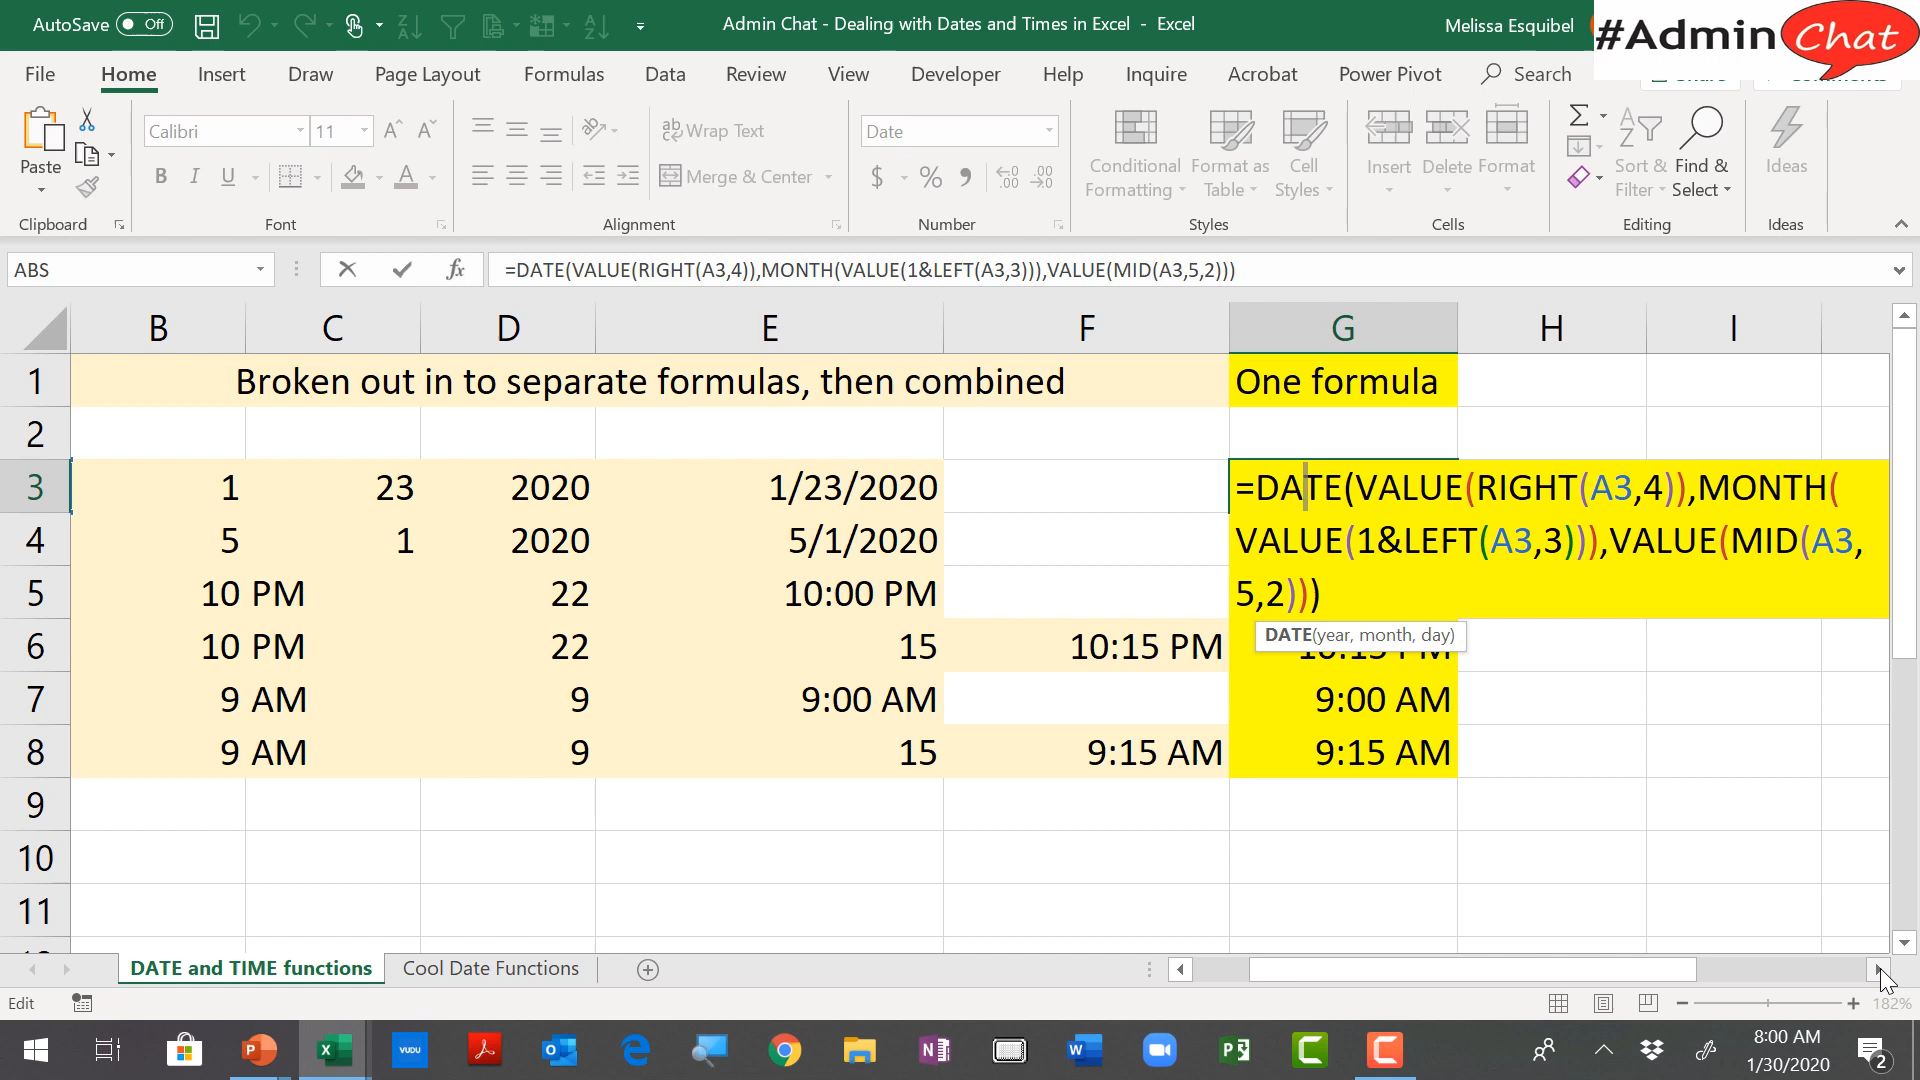 AutoSave Off
Admin Chat - Dealing with Dates and Times in Excel - Excel
Melissa Esquibel
#Admin Chat
File Home Insert Draw Page Layout Formulas Data Review View Developer Help Inquire Acrobat Power Pivot Search
Paste
Clipboard
Calibri 11
B I U
Font
Wrap Text
Merge & Center
Alignment
Date
$ % ,
Number
Conditional Formatting
Format as Table
Cell Styles
Styles
Insert Delete Format
Cells
Sort & Filter
Find & Select
Editing
Ideas
Ideas
ABS
fx
=DATE(VALUE(RIGHT(A3,4)),MONTH(VALUE(1&LEFT(A3,3))),VALUE(MID(A3,5,2)))
B C D E F G H I
1 Broken out in to separate formulas, then combined One formula
2
3 1 23 2020 1/23/2020 =DATE(VALUE(RIGHT(A3,4)),MONTH(
4 5 1 2020 5/1/2020 VALUE(1&LEFT(A3,3))),VALUE(MID(A3,
5 10 PM 22 10:00 PM 5,2)))
DATE(year, month, day)
6 10 PM 22 15 10:15 PM 10:15 PM
7 9 AM 9 9:00 AM 9:00 AM
8 9 AM 9 15 9:15 AM 9:15 AM
9
10
11
DATE and TIME functions Cool Date Functions
Edit
182%
VUDU
8:00 AM
1/30/2020
2